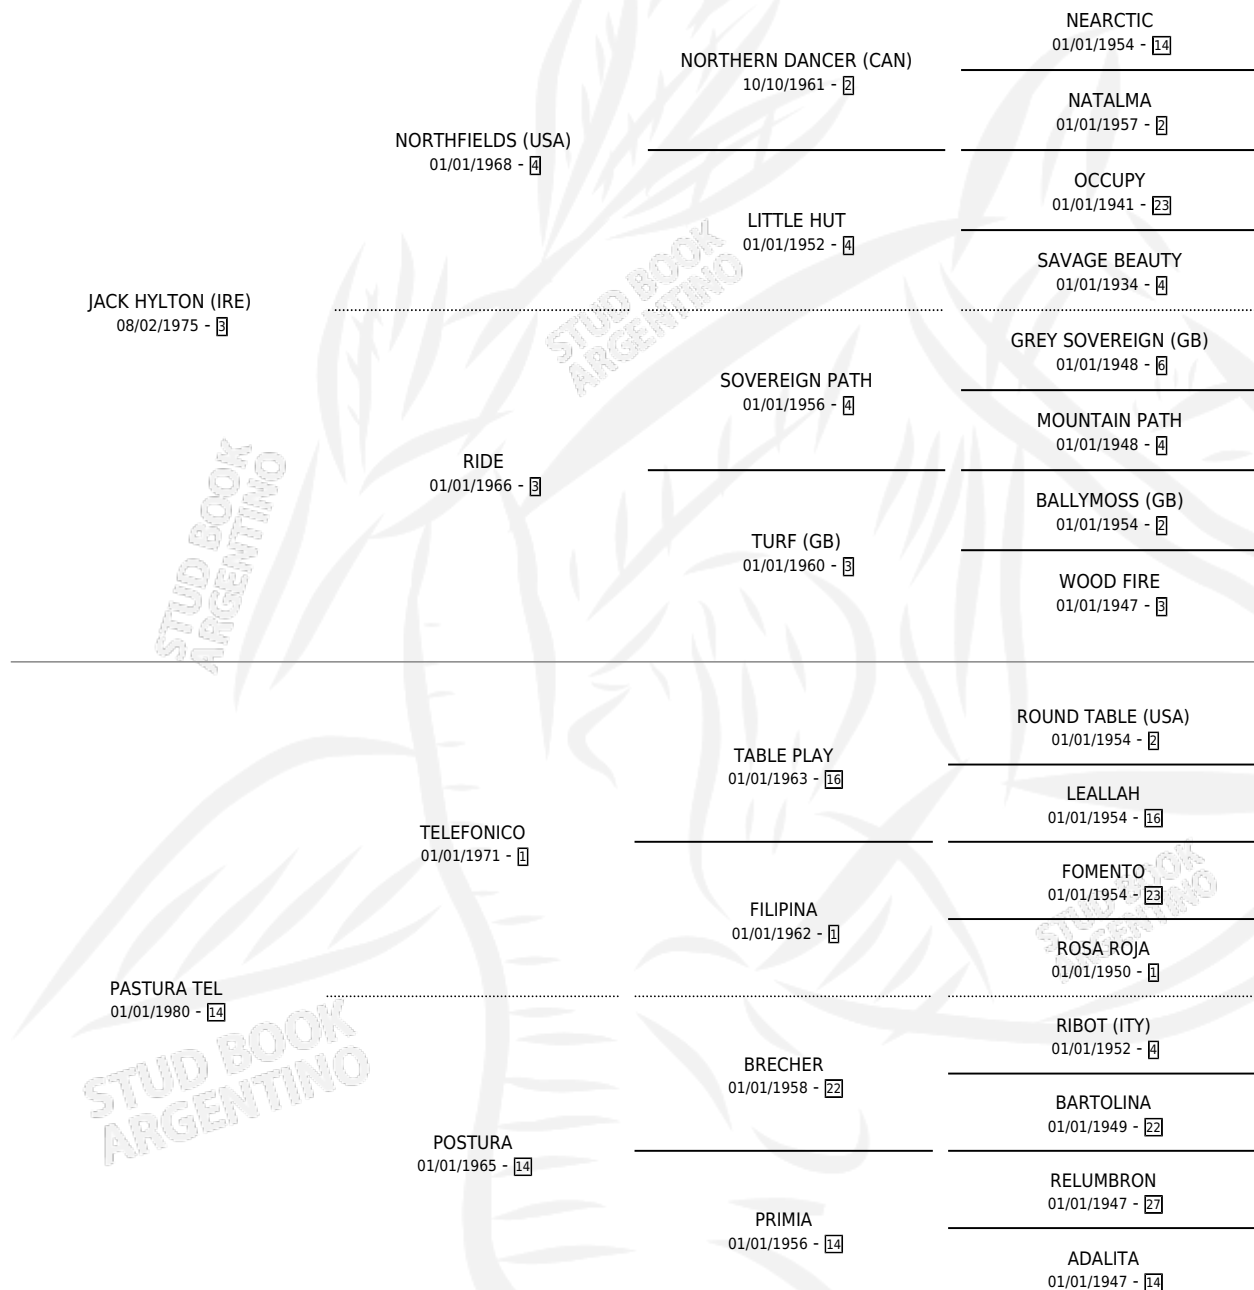 NEARCTIC
01/01/1954 - 14
NORTHERN DANCER (CAN)
10/10/1961 - 2
NATALMA
01/01/1957 - 2
NORTHFIELDS (USA)
01/01/1968 - 4
OCCUPY
01/01/1941 - 23
LITTLE HUT
01/01/1952 - 4
SAVAGE BEAUTY
01/01/1934 - 4
JACK HYLTON (IRE)
08/02/1975 - 3
GREY SOVEREIGN (GB)
01/01/1948 - 6
SOVEREIGN PATH
01/01/1956 - 4
MOUNTAIN PATH
01/01/1948 - 4
RIDE
01/01/1966 - 3
BALLYMOSS (GB)
01/01/1954 - 2
TURF (GB)
01/01/1960 - 3
WOOD FIRE
01/01/1947 - 3
STUD BOOK
ARGENTINO
STUD BOOK
ARGENTINO
ROUND TABLE (USA)
01/01/1954 - 2
TABLE PLAY
01/01/1963 - 16
LEALLAH
01/01/1954 - 16
TELEFONICO
01/01/1971 - 1
FOMENTO
01/01/1954 - 23
FILIPINA
01/01/1962 - 1
ROSA ROJA
01/01/1950 - 1
STUD BOOK
ARGENTINO
PASTURA TEL
01/01/1980 - 14
RIBOT (ITY)
01/01/1952 - 4
BRECHER
01/01/1958 - 22
BARTOLINA
01/01/1949 - 22
POSTURA
01/01/1965 - 14
RELUMBRON
01/01/1947 - 27
PRIMIA
01/01/1956 - 14
ADALITA
01/01/1947 - 14
STUD BOOK
ARGENTINO